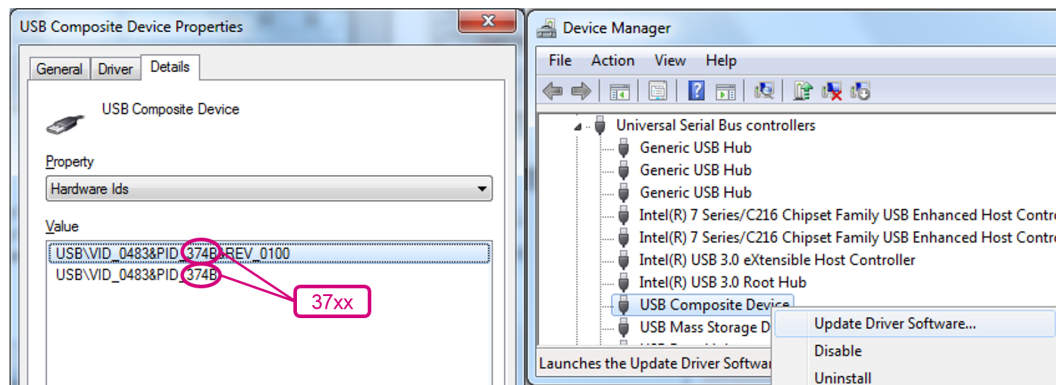 USB Composite Device Properties
General
Driver
Details
USB Composite Device
Property
Hardware Ids
Value
USB\VID_0483&PID_374B&REV_0100
USB\VID_0483&PID_374B
37xx
Device Manager
File Action View Help
Universal Serial Bus controllers
Generic USB Hub
Generic USB Hub
Generic USB Hub
Intel(R) 7 Series/C216 Chipset Family USB Enhanced Host Contro
Intel(R) 7 Series/C216 Chipset Family USB Enhanced Host Contro
Intel(R) USB 3.0 eXtensible Host Controller
Intel(R) USB 3.0 Root Hub
USB Composite Device
USB Mass Storage D
Update Driver Software...
Disable
Uninstall
Launches the Update Driver Softwa